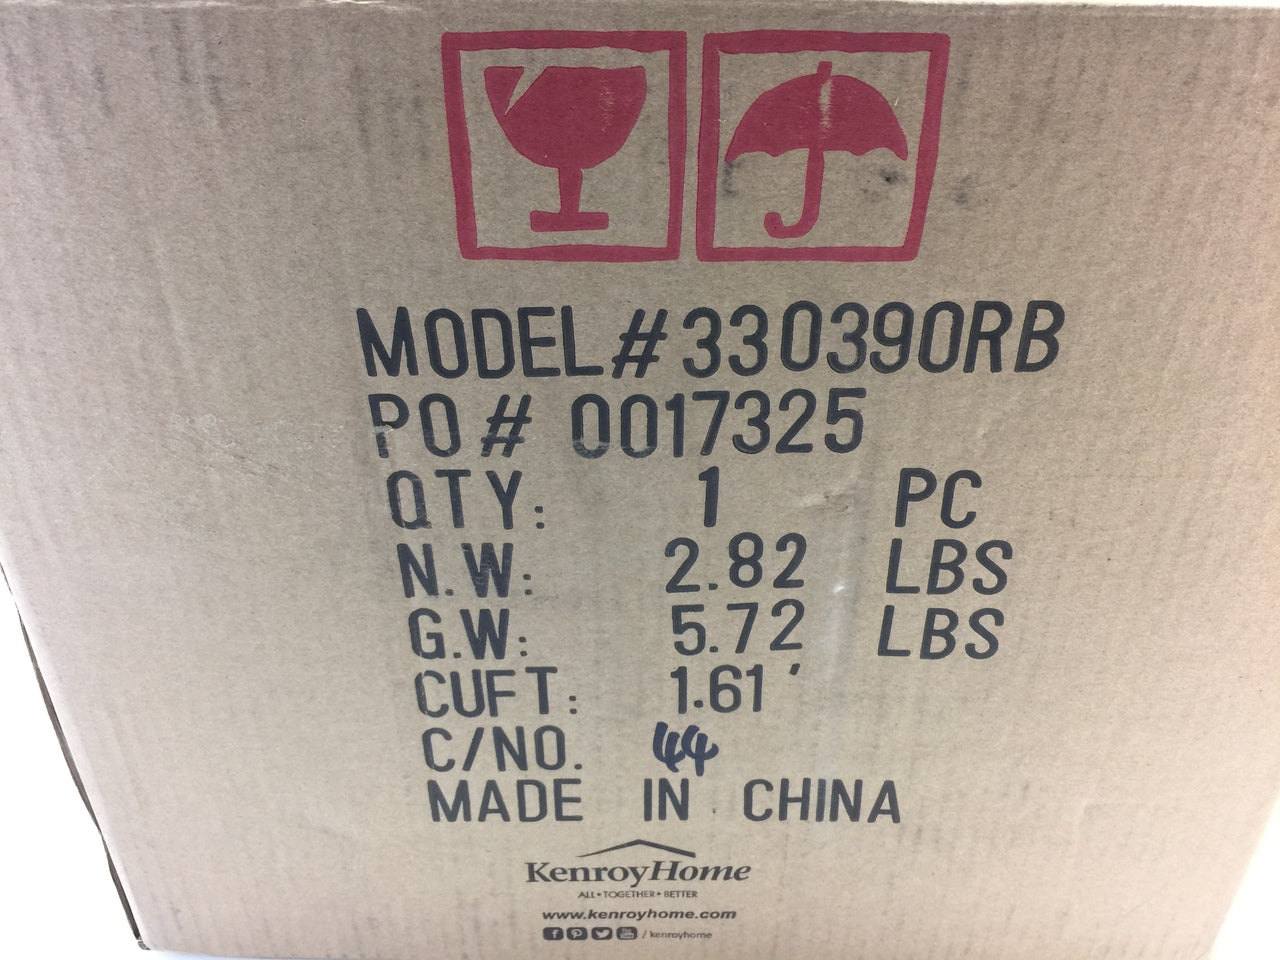 MODEL#330390RB
PO# 0017325
QTY: 1 PC
N.W: 2.82 LBS
G.W: 5.72 LBS
CUFT: 1.61'
C/NO. 44
MADE IN CHINA
KenroyHome
ALL•TOGETHER•BETTER
www.kenroyhome.com
/ kenroyhome